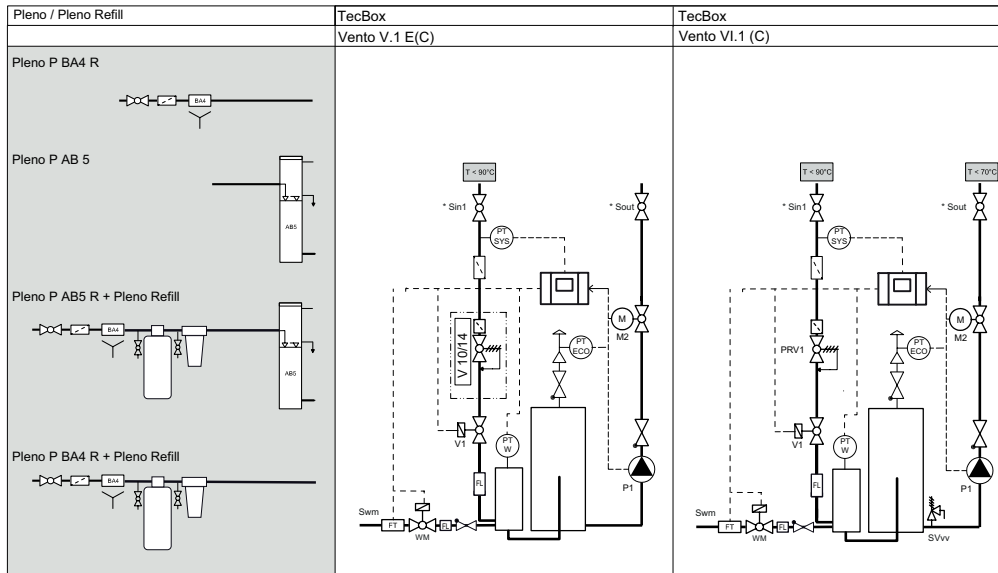 Pleno / Pleno Refill
TecBox
TecBox
Vento V.1 E(C)
Vento VI.1 (C)
Pleno P BA4 R
BA4
Pleno P AB 5
AB5
Pleno P AB5 R + Pleno Refill
BA4
AB5
Pleno P BA4 R + Pleno Refill
BA4
T < 90°C
* Sin1
* Sout
PT
SYS
M
M2
V 10/14
PT
ECO
V1
PT
W
FL
P1
Swm
FT
WM
FL
T < 90°C
T < 70°C
* Sin1
* Sout
PT
SYS
M
M2
PRV1
PT
ECO
V1
PT
W
FL
P1
Swm
FT
WM
FL
SVvv